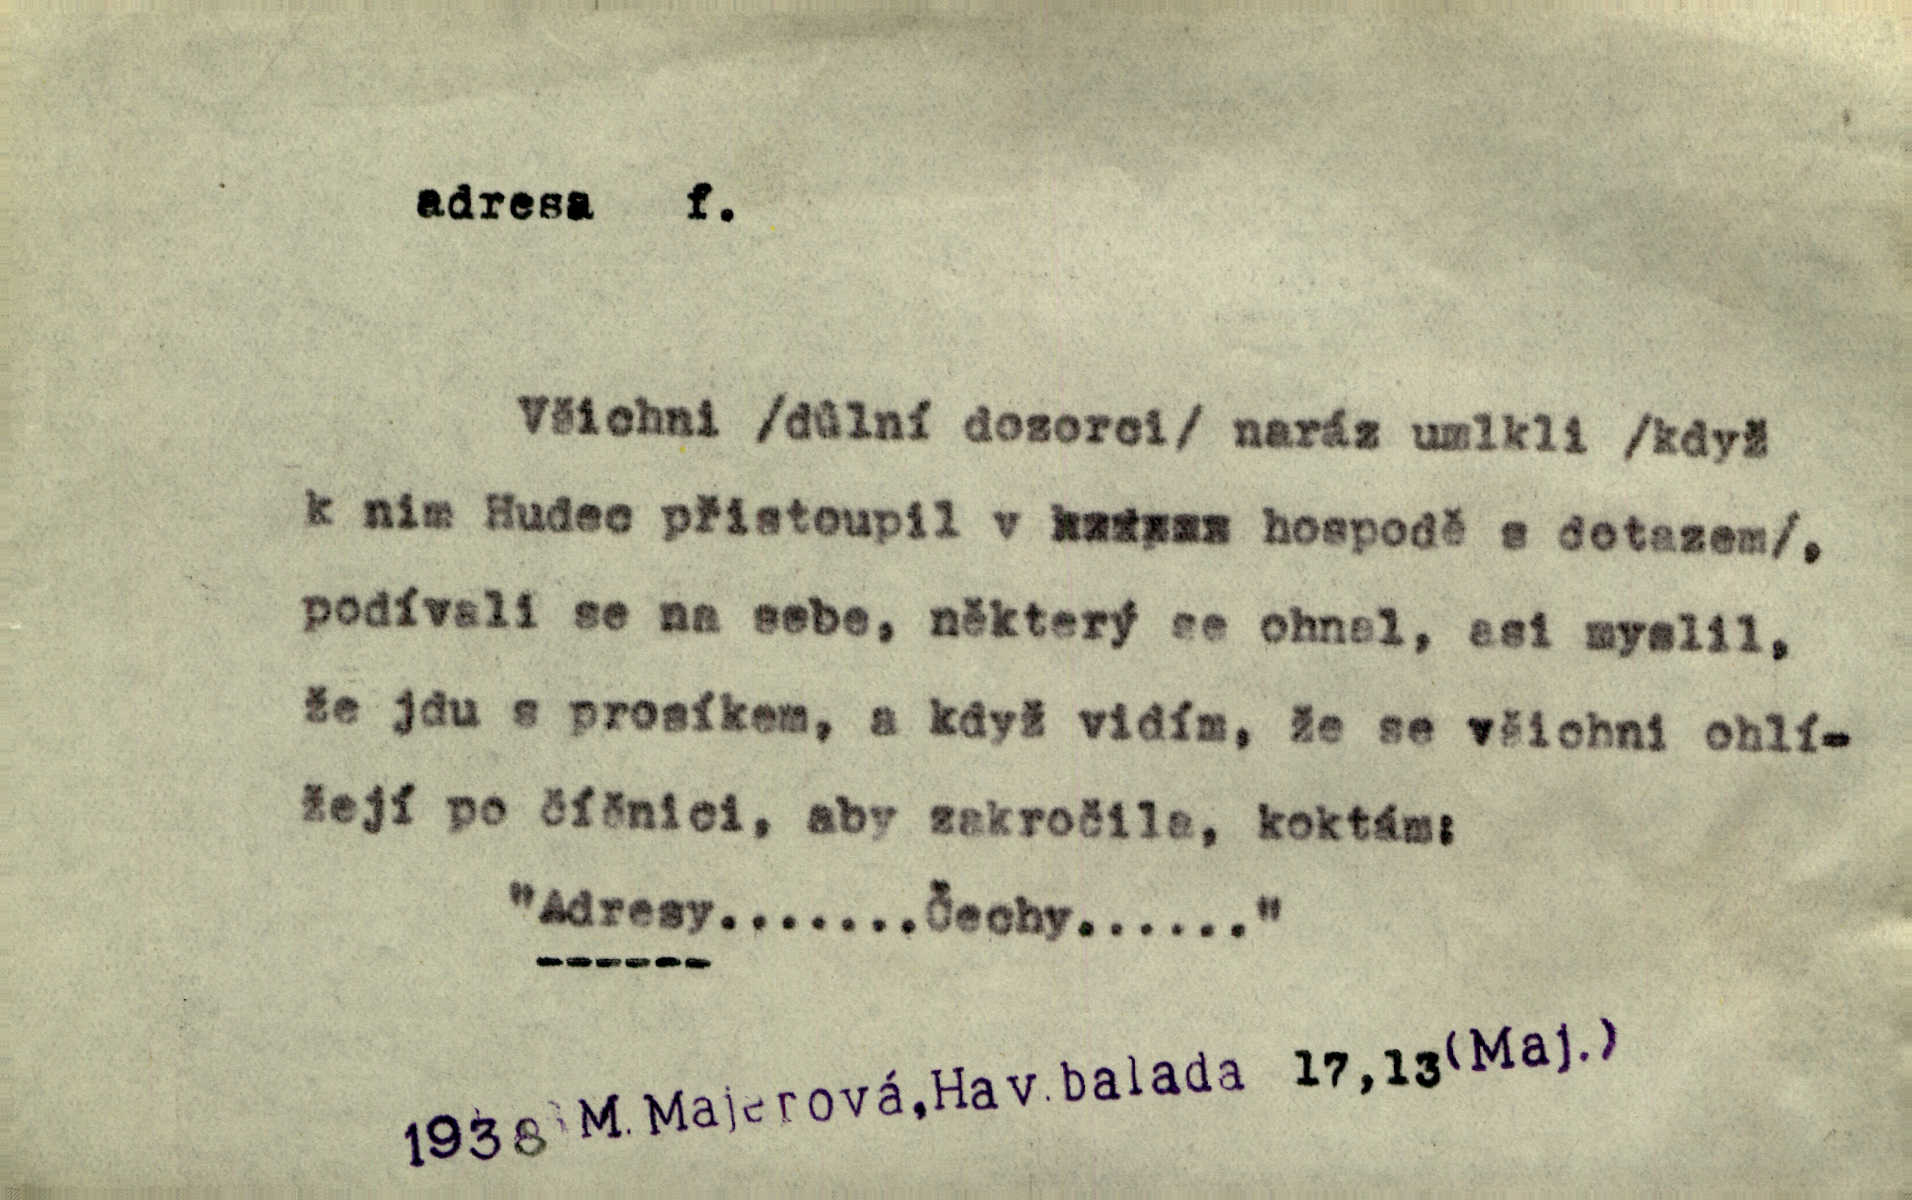 adresa f.
Všichni /důlní dozorci/ naráz umlkli /když
k nim Hudec přistoupil v hospodě s dotazem/,
podívali se na sebe, některý se ohnal, asi myslil,
že jdu s prosíkem, a když vidím, že se všichni ohlí-
žejí po číšnici, aby zakročila, koktám:
"Adresy.......Čechy......"
1938 M. Majerová, Hav. balada 17,13 (Maj.)